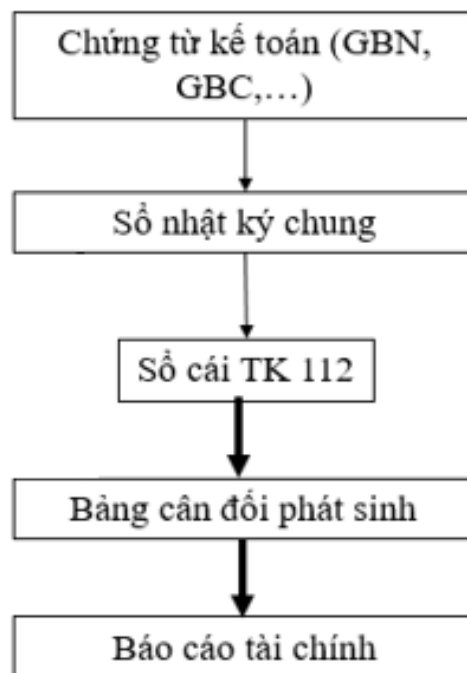 Chứng từ kế toán (GBN,
GBC,…)
Sổ nhật ký chung
Sổ cái TK 112
Bảng cân đối phát sinh
Báo cáo tài chính